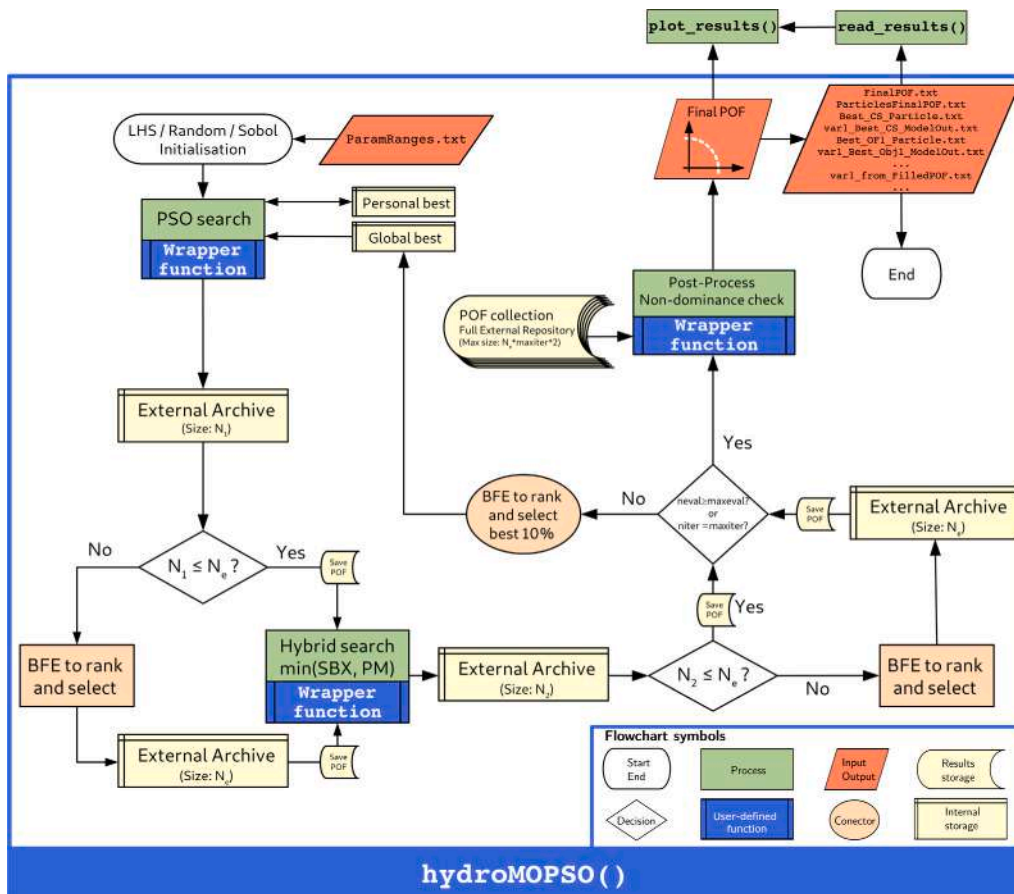 plot_results()
read_results()
LHS / Random / Sobol
Initialisation
ParamRanges.txt
Final POF
FinalPOF.txt
ParticlesFinalPOF.txt
Best_CS_Particle.txt
var1_Best_CS_ModelOut.txt
Best_OF1_Particle.txt
var1_Best_Obj1_ModelOut.txt
...
var1_from_FilledPOF.txt
...
PSO search
Wrapper
function
Personal best
Global best
End
POF collection
Full External Repository
(Max size: Ne*maxiter*2)
Post-Process
Non-dominance check
Wrapper
function
External Archive
(Size: N1)
Yes
BFE to rank
and select
best 10%
No
neval≥maxeval?
or
niter =maxiter?
Save
POF
External Archive
(Size: Ne)
No
N1 ≤ Ne ?
Yes
Save
POF
Save
POF
Yes
BFE to rank
and select
Hybrid search
min(SBX, PM)
Wrapper
function
External Archive
(Size: N2)
N2 ≤ Ne ?
No
BFE to rank
and select
External Archive
(Size: Ne)
Save
POF
Flowchart symbols
Start
End
Process
Input
Output
Results
storage
Decision
User-defined
function
Conector
Internal
storage
hydroMOPSO()